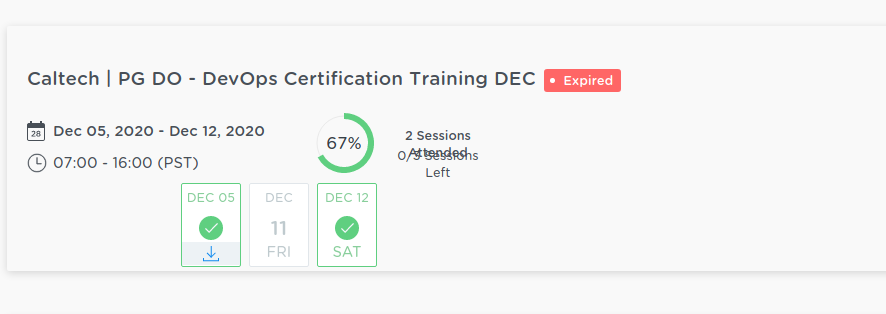 Caltech | PG DO - DevOps Certification Training DEC
Expired
28
Dec 05, 2020 - Dec 12, 2020
07:00 - 16:00 (PST)
67%
2 Sessions
Attended
0/3 Sessions
Left
DEC 05
DEC
11
FRI
DEC 12
SAT